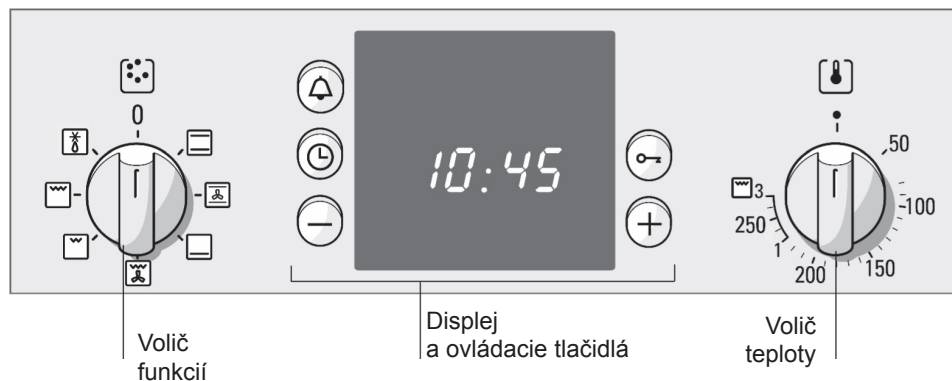 0
10:45
50
100
150
200
250
1
3
Volič
funkcií
Displej
a ovládacie tlačidlá
Volič
teploty